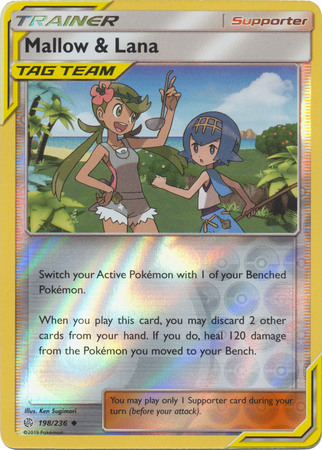 TRAINER Supporter
Mallow & Lana
TAG TEAM
Switch your Active Pokémon with 1 of your Benched
Pokémon.
When you play this card, you may discard 2 other
cards from your hand. If you do, heal 120 damage
from the Pokémon you moved to your Bench.
Illus. Ken Sugimori
198/236
©2019 Pokémon
You may play only 1 Supporter card during your
turn (before your attack).